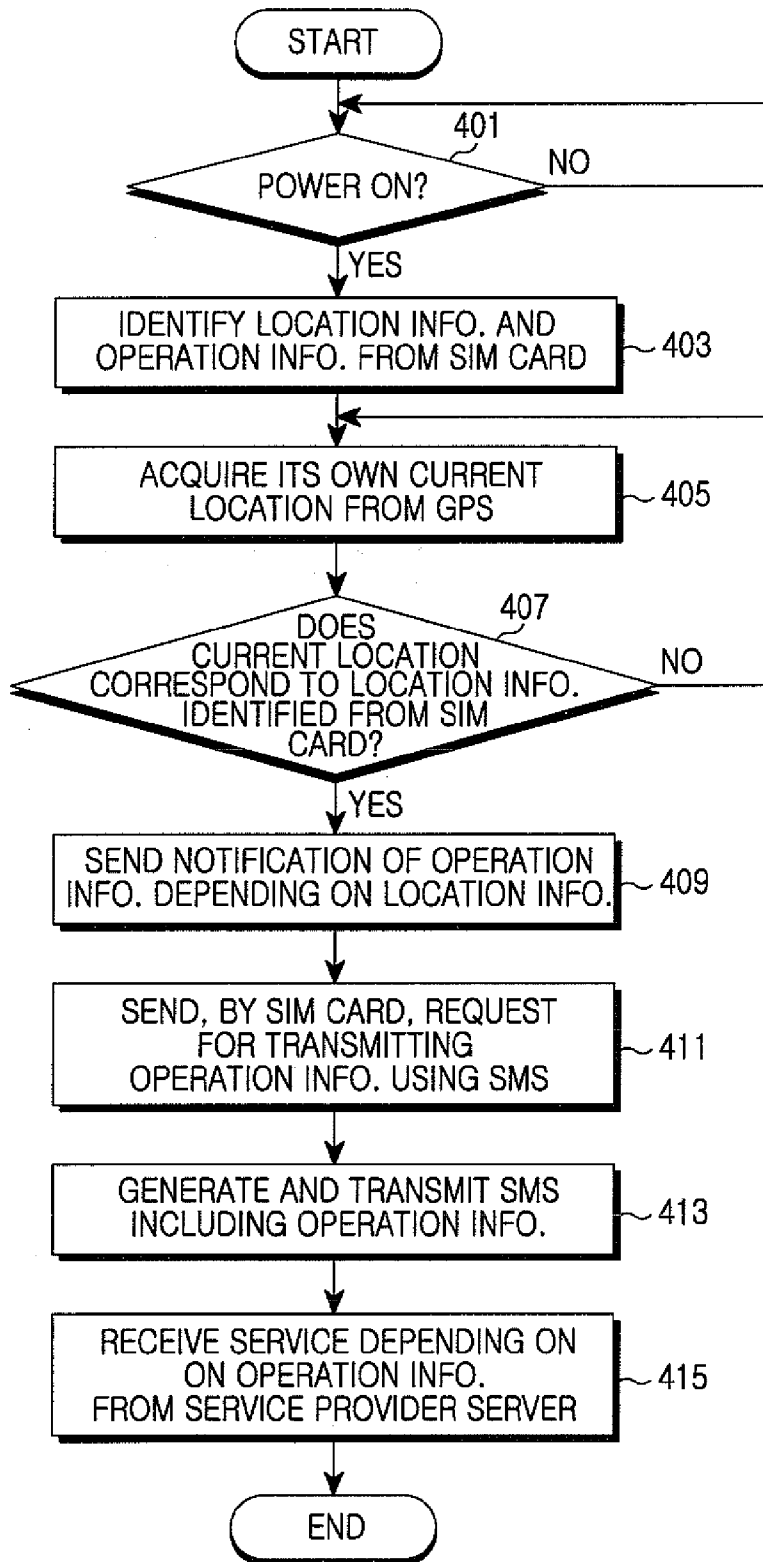 START
401
POWER ON?
NO
YES
IDENTIFY LOCATION INFO. AND
OPERATION INFO. FROM SIM CARD
403
ACQUIRE ITS OWN CURRENT
LOCATION FROM GPS
405
407
DOES
CURRENT LOCATION
CORRESPOND TO LOCATION INFO.
IDENTIFIED FROM SIM
CARD?
NO
YES
SEND NOTIFICATION OF OPERATION
INFO. DEPENDING ON LOCATION INFO.
409
SEND, BY SIM CARD, REQUEST
FOR TRANSMITTING
OPERATION INFO. USING SMS
411
GENERATE AND TRANSMIT SMS
INCLUDING OPERATION INFO.
413
RECEIVE SERVICE DEPENDING ON
ON OPERATION INFO.
FROM SERVICE PROVIDER SERVER
415
END